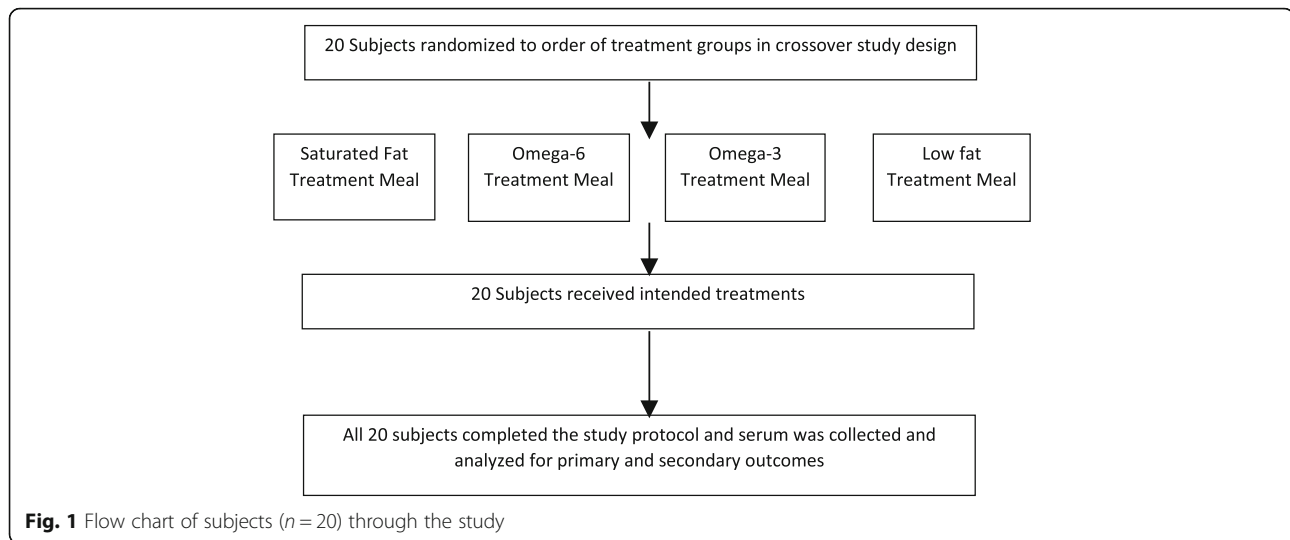 20 Subjects randomized to order of treatment groups in crossover study design
Saturated Fat
Treatment Meal
Omega-6
Treatment Meal
Omega-3
Treatment Meal
Low fat
Treatment Meal
20 Subjects received intended treatments
All 20 subjects completed the study protocol and serum was collected and
analyzed for primary and secondary outcomes
Fig. 1 Flow chart of subjects (n = 20) through the study